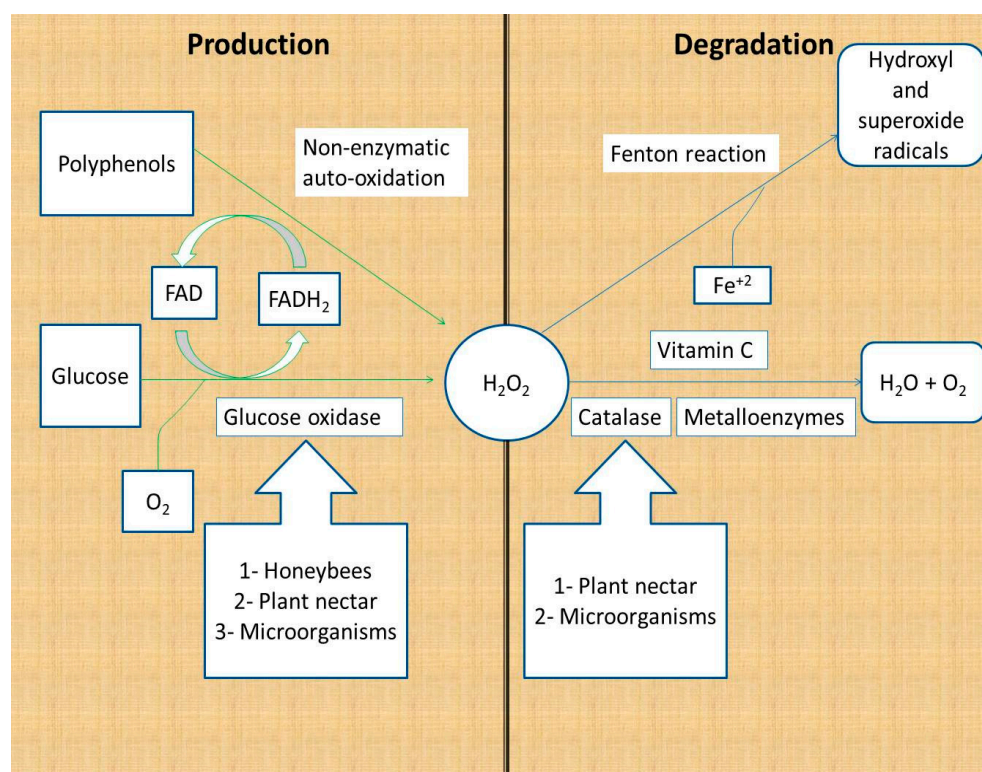 Production
Degradation
Polyphenols
Non-enzymatic
auto-oxidation
FAD
FADH₂
Glucose
Glucose oxidase
O₂
1- Honeybees
2- Plant nectar
3- Microorganisms
H₂O₂
Hydroxyl
and
superoxide
radicals
Fenton reaction
Fe⁺²
Vitamin C
H₂O + O₂
Catalase
Metalloenzymes
1- Plant nectar
2- Microorganisms